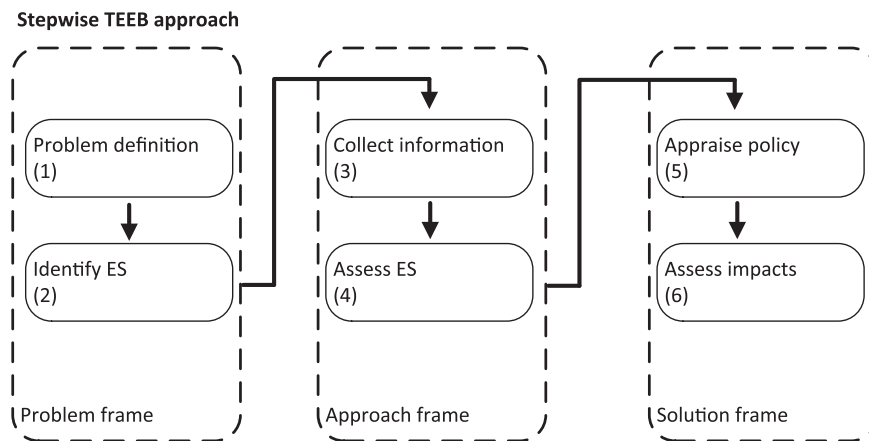 Stepwise TEEB approach
Problem definition
(1)
Identify ES
(2)
Problem frame
Collect information
(3)
Assess ES
(4)
Approach frame
Appraise policy
(5)
Assess impacts
(6)
Solution frame